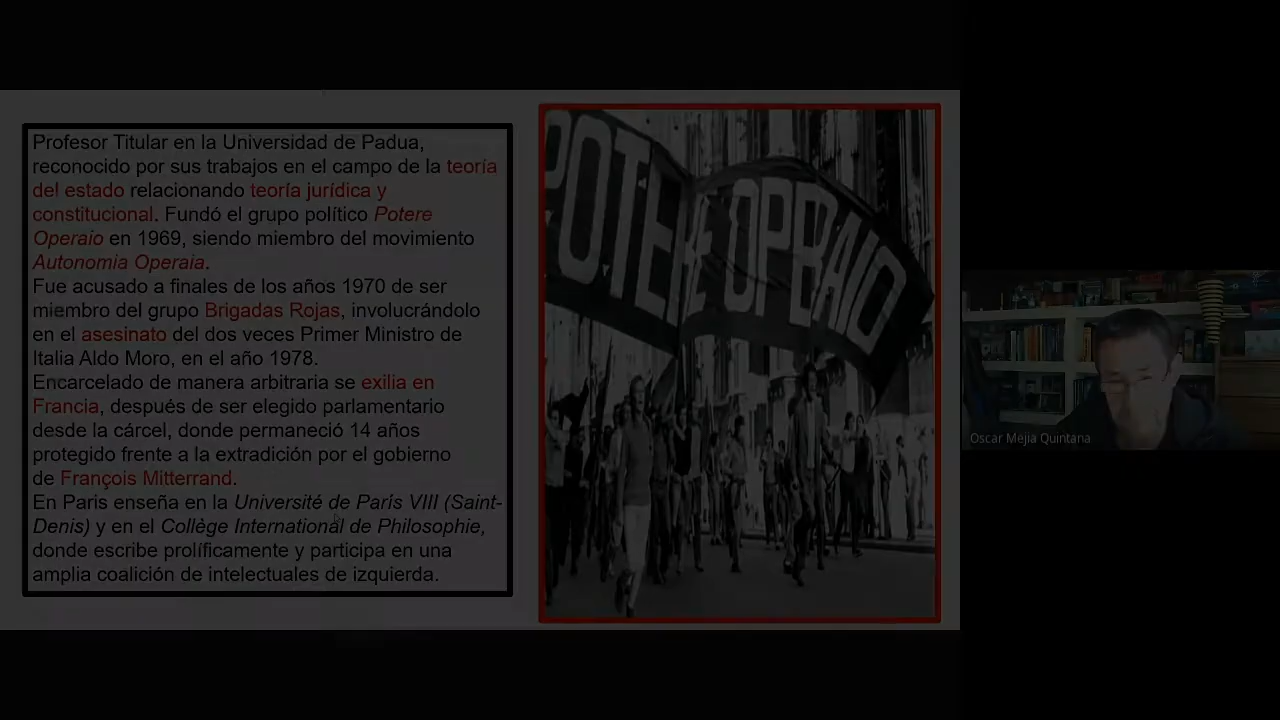 Profesor Titular en la Universidad de Padua,
reconocido por sus trabajos en el campo de la teoría
del estado relacionando teoría jurídica y
constitucional. Fundó el grupo político Potere
Operaio en 1969, siendo miembro del movimiento
Autonomia Operaia.
Fue acusado a finales de los años 1970 de ser
miembro del grupo Brigadas Rojas, involucrándolo
en el asesinato del dos veces Primer Ministro de
Italia Aldo Moro, en el año 1978.
Encarcelado de manera arbitraria se exilia en
Francia, después de ser elegido parlamentario
desde la cárcel, donde permaneció 14 años
protegido frente a la extradición por el gobierno
de François Mitterrand.
En Paris enseña en la Université de París VIII (Saint-
Denis) y en el Collège International de Philosophie,
donde escribe prolíficamente y participa en una
amplia coalición de intelectuales de izquierda.
POTERE OPERAIO
Oscar Mejia Quintana